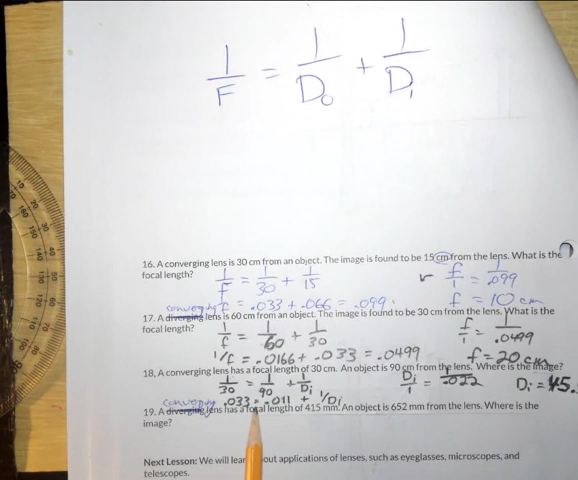 1/F = 1/D₀ + 1/D₁
16. A converging lens is 30 cm from an object. The image is found to be 15 cm from the lens. What is the
focal length?
1/F = 1/30 + 1/15
f/1 = 1/.099
converging
= .033 + .066 = .099
f = 10 cm
17. A diverging lens is 60 cm from an object. The image is found to be 30 cm from the lens. What is the
focal length?
1/f = 1/60 + 1/30
f/1 = 1/.0499
1/f = .0166 + .033 = .0499
f = 20 cm
18. A converging lens has a focal length of 30 cm. An object is 90 cm from the lens. Where is the image?
1/30 = 1/90 + 1/Di
Di/1 = 1/.022
Di = 45.
converging
.033 = .011 + 1/Di
19. A diverging lens has a focal length of 415 mm. An object is 652 mm from the lens. Where is the
image?
Next Lesson: We will lear out applications of lenses, such as eyeglasses, microscopes, and
telescopes.